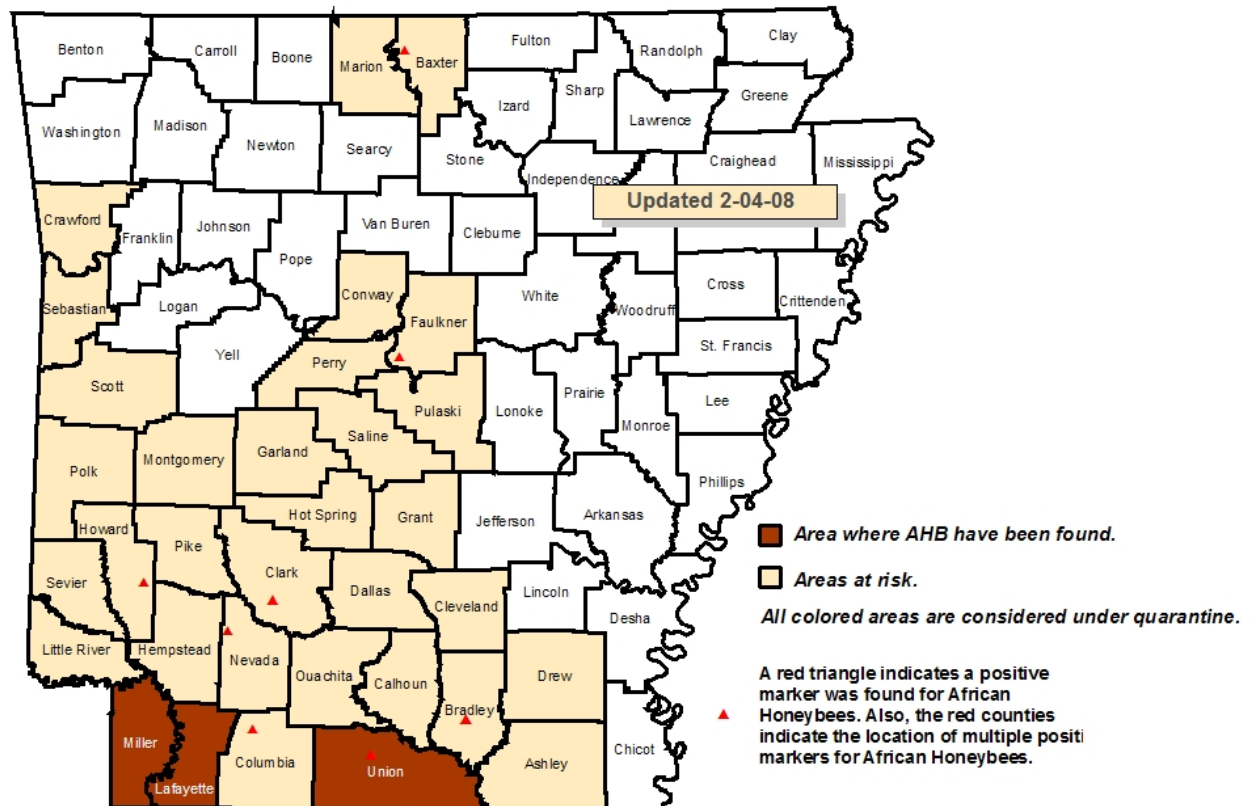 Benton
Carroll
Boone
Marion
Baxter
Fulton
Randolph
Clay
Washington
Madison
Newton
Searcy
Stone
Izard
Sharp
Lawrence
Greene
Independence
Craighead
Mississippi
Updated 2-04-08
Crawford
Franklin
Johnson
Pope
Van Buren
Cleburne
Sebastian
Logan
Conway
Faulkner
White
Woodruff
Cross
Crittenden
Scott
Yell
Perry
Pulaski
Lonoke
Prairie
Monroe
St. Francis
Lee
Polk
Montgomery
Garland
Saline
Phillips
Howard
Pike
Hot Spring
Grant
Jefferson
Arkansas
Sevier
Clark
Dallas
Cleveland
Lincoln
Desha
Little River
Hempstead
Nevada
Ouachita
Calhoun
Bradley
Drew
Miller
Lafayette
Columbia
Union
Ashley
Chicot
Area where AHB have been found.
Areas at risk.
All colored areas are considered under quarantine.
A red triangle indicates a positive
marker was found for African
Honeybees. Also, the red counties
indicate the location of multiple positi
markers for African Honeybees.